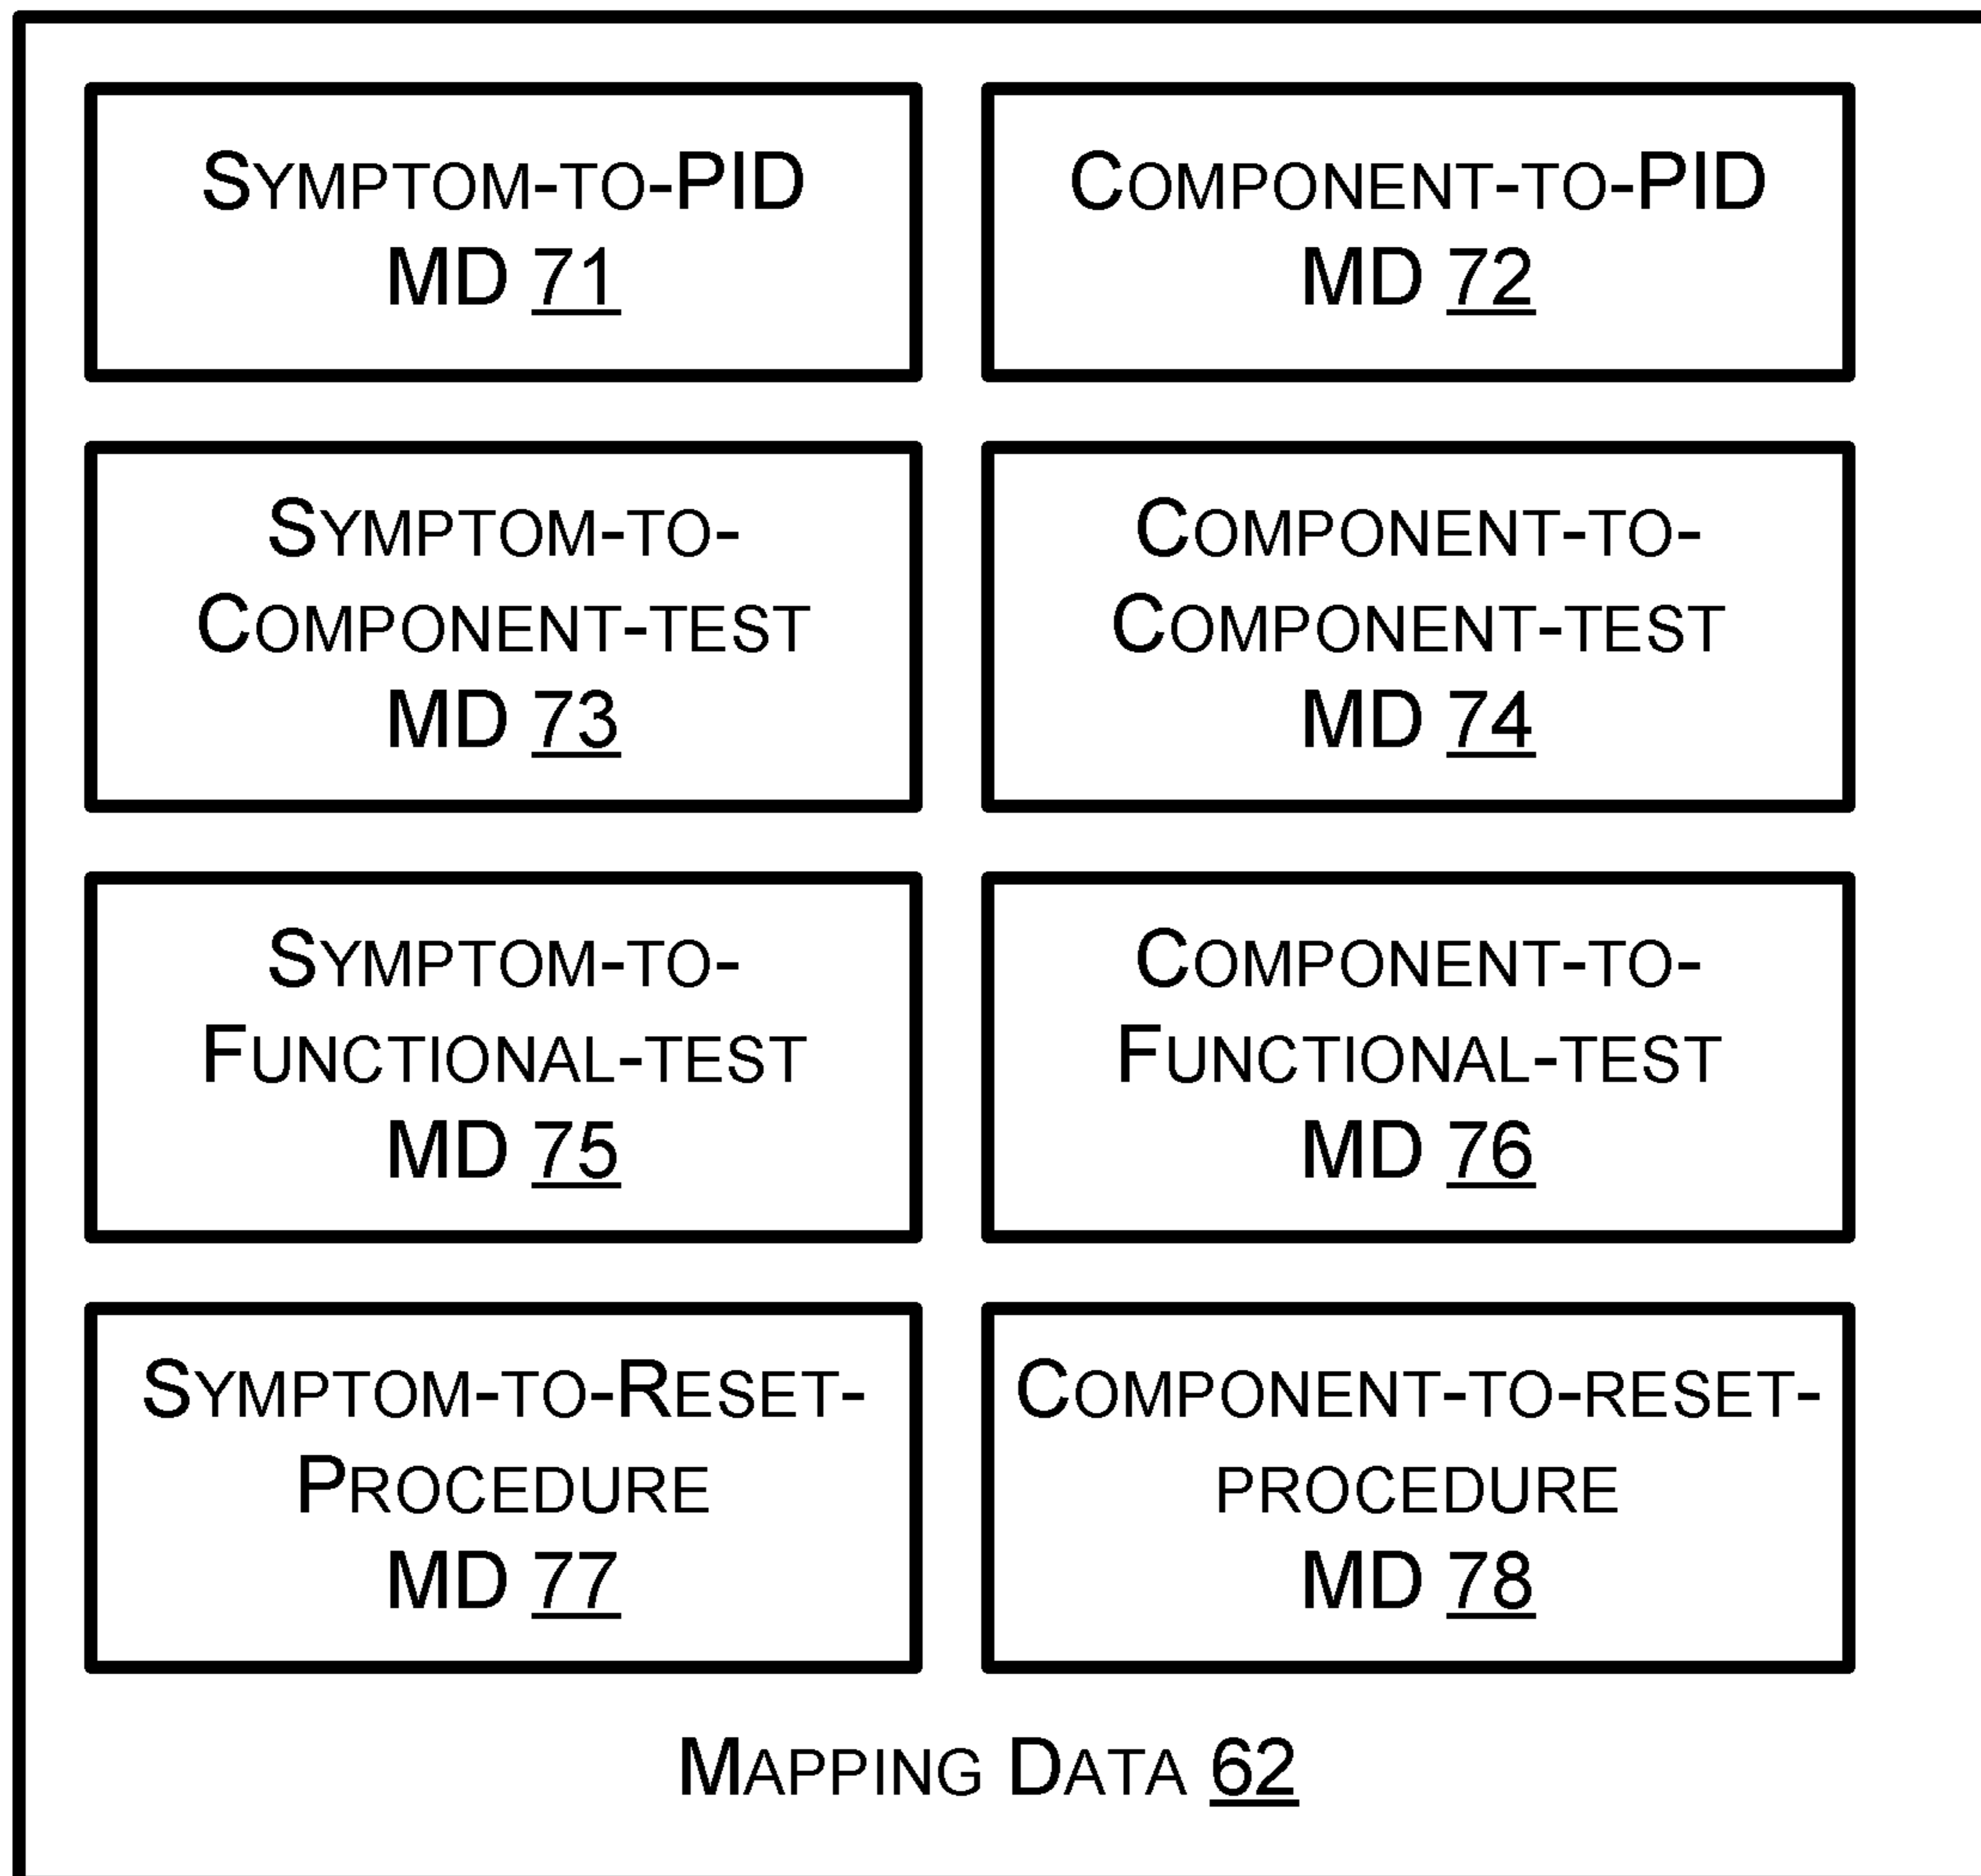 Symptom-to-PID
MD 71
Component-to-PID
MD 72
Symptom-to-
Component-test
MD 73
Component-to-
Component-test
MD 74
Symptom-to-
Functional-test
MD 75
Component-to-
Functional-test
MD 76
Symptom-to-Reset-
Procedure
MD 77
Component-to-reset-
procedure
MD 78
Mapping Data 62